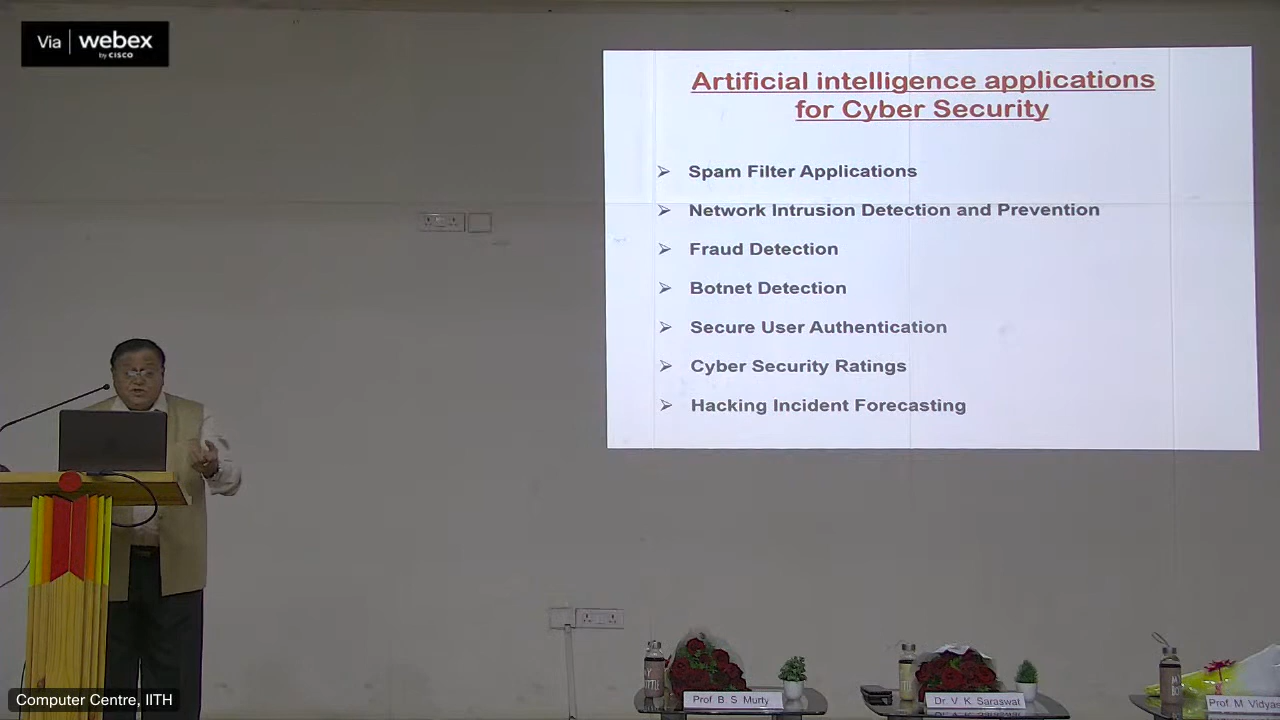 Via webex
by CISCO
Artificial intelligence applications
for Cyber Security
Spam Filter Applications
Network Intrusion Detection and Prevention
Fraud Detection
Botnet Detection
Secure User Authentication
Cyber Security Ratings
Hacking Incident Forecasting
Prof B S Murty
Dr. V. K. Saraswat
Prof. M. Vidyas
Computer Centre, IITH